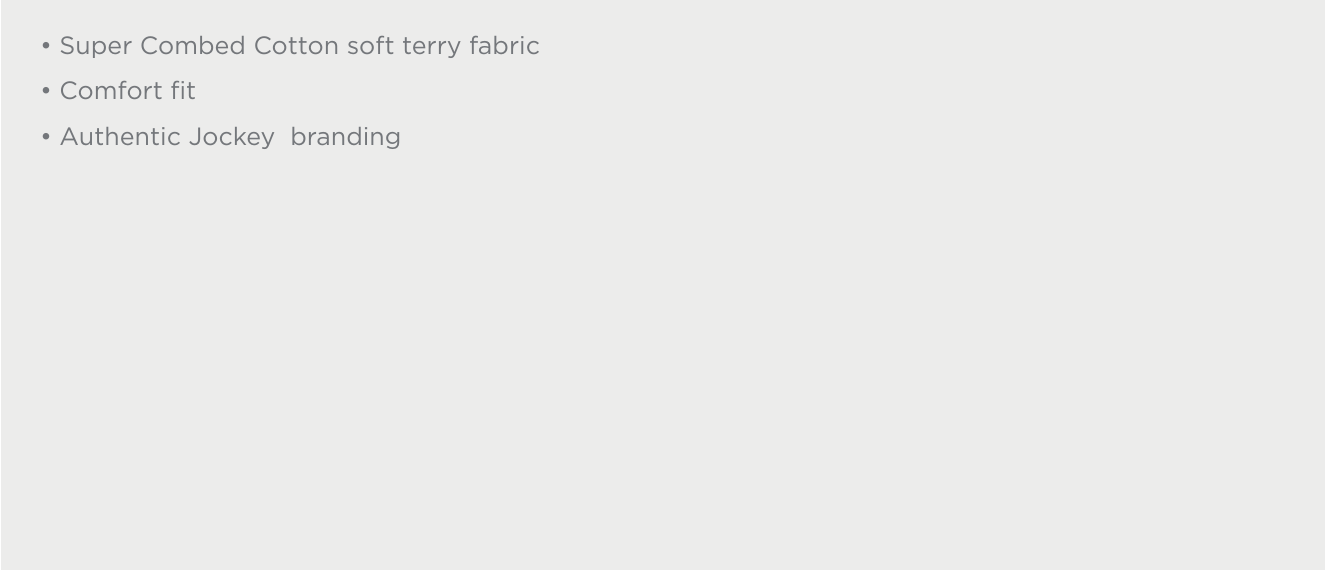 • Super Combed Cotton soft terry fabric
• Comfort fit
• Authentic Jockey  branding